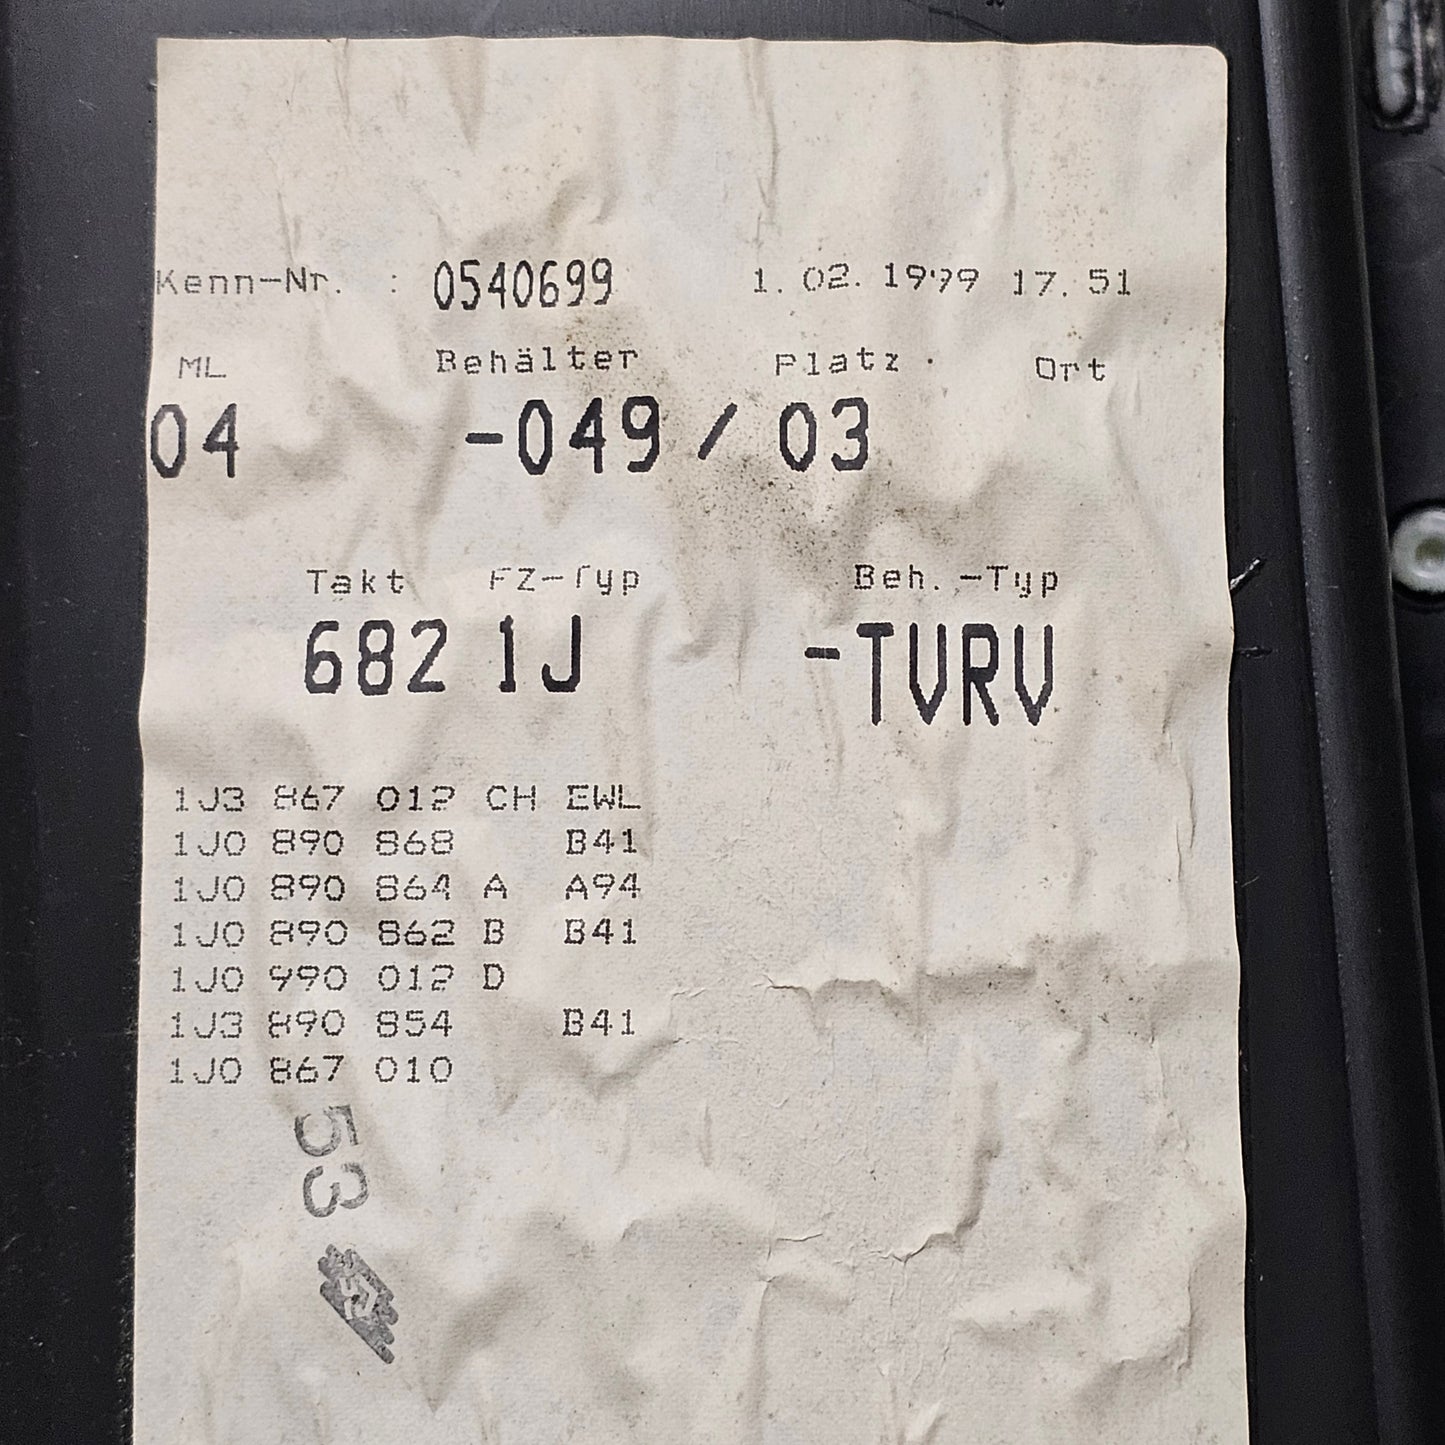 Kenn-Nr. : 0540699 1. 02. 1999 17. 51
ML Behälter Platz . Ort
04 -049 / 03
Takt FZ-Typ Beh. -Typ
682 1J -TVRV
1J3 867 012 CH EWL
1J0 890 868 B41
1J0 890 864 A A94
1J0 890 862 B B41
1J0 990 012 D
1J3 890 854 B41
1J0 867 010
53